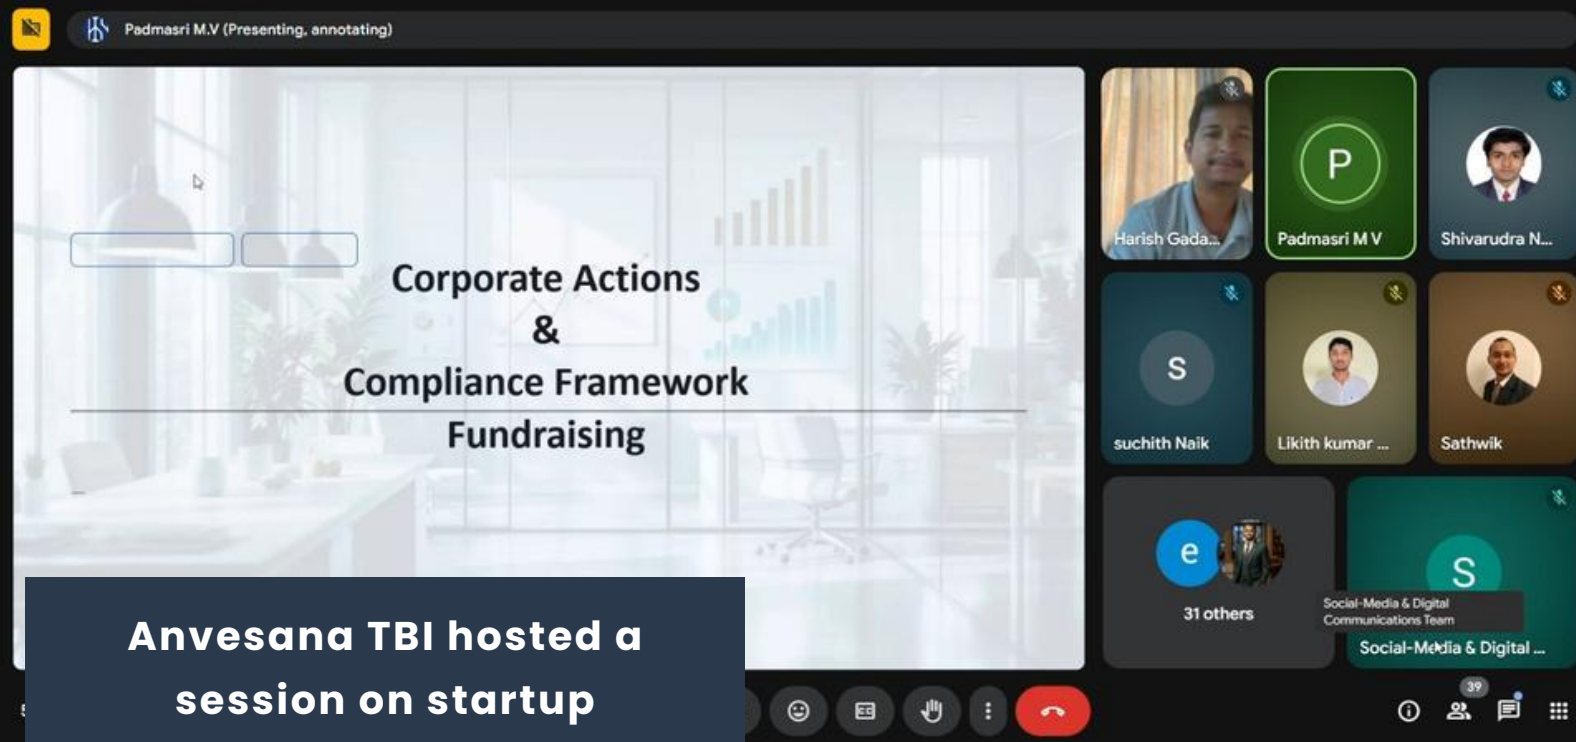 Padmasri M.V (Presenting, annotating)
Corporate Actions
&
Compliance Framework
Fundraising
Harish Gada...
P
Padmasri M V
Shivarudra N...
S
suchith Naik
Likith kumar ...
Sathwik
e
31 others
S
Social-Media & Digital
Communications Team
Social-Media & Digital ...
Anvesana TBI hosted a
session on startup
CC
39